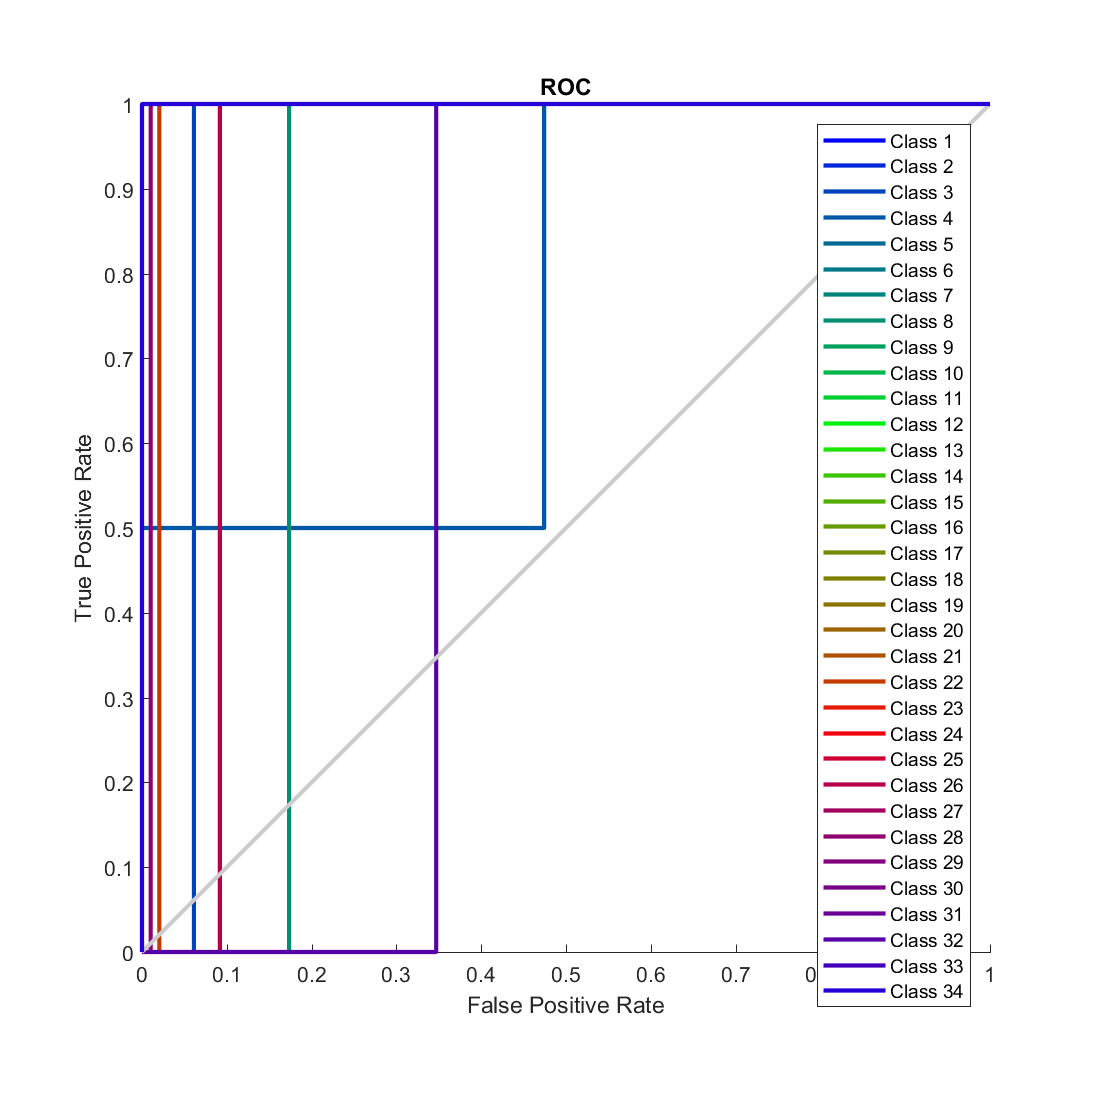 ROC
1
0.9
0.8
0.7
0.6
0.5
0.4
0.3
0.2
0.1
0
True Positive Rate
0
0.1
0.2
0.3
0.4
0.5
0.6
0.7
1
False Positive Rate
Class 1
Class 2
Class 3
Class 4
Class 5
Class 6
Class 7
Class 8
Class 9
Class 10
Class 11
Class 12
Class 13
Class 14
Class 15
Class 16
Class 17
Class 18
Class 19
Class 20
Class 21
Class 22
Class 23
Class 24
Class 25
Class 26
Class 27
Class 28
Class 29
Class 30
Class 31
Class 32
Class 33
Class 34